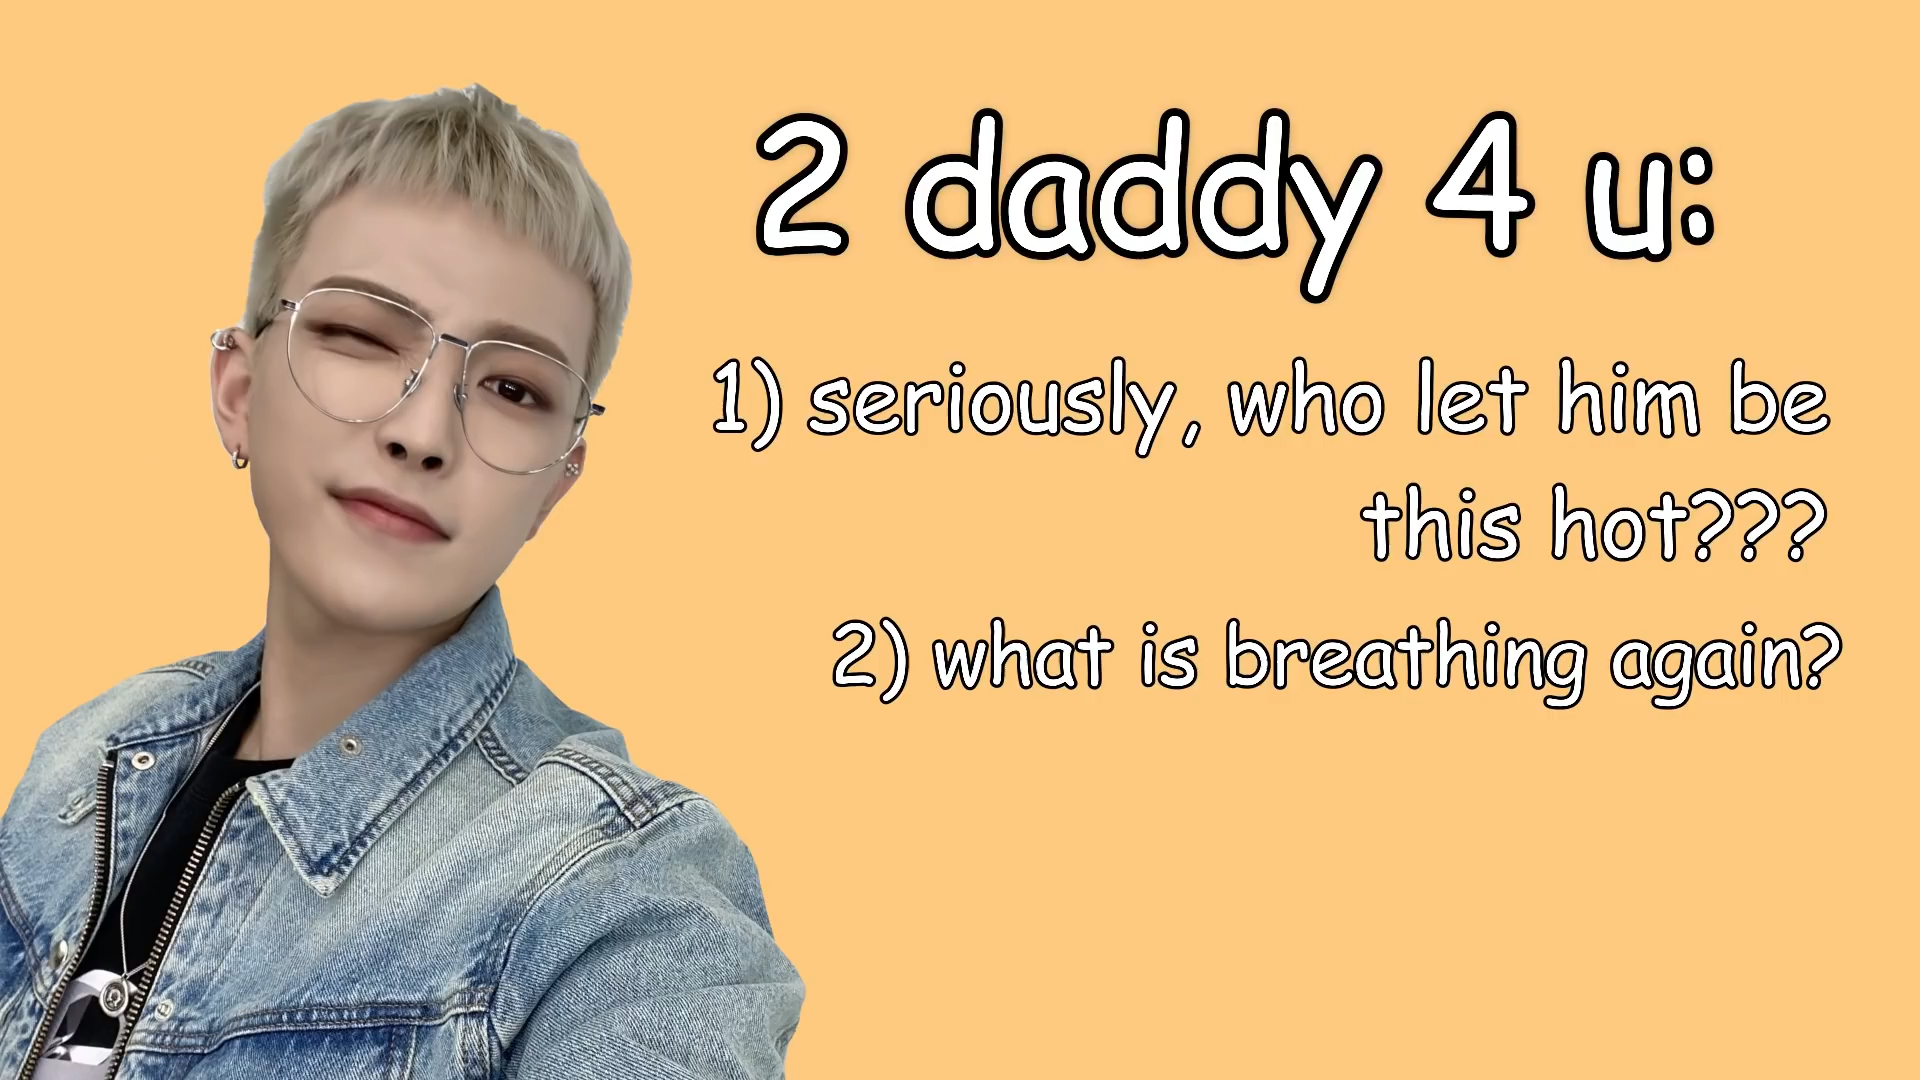 2 daddy 4 u:
1) seriously, who let him be
this hot???
2) what is breathing again?